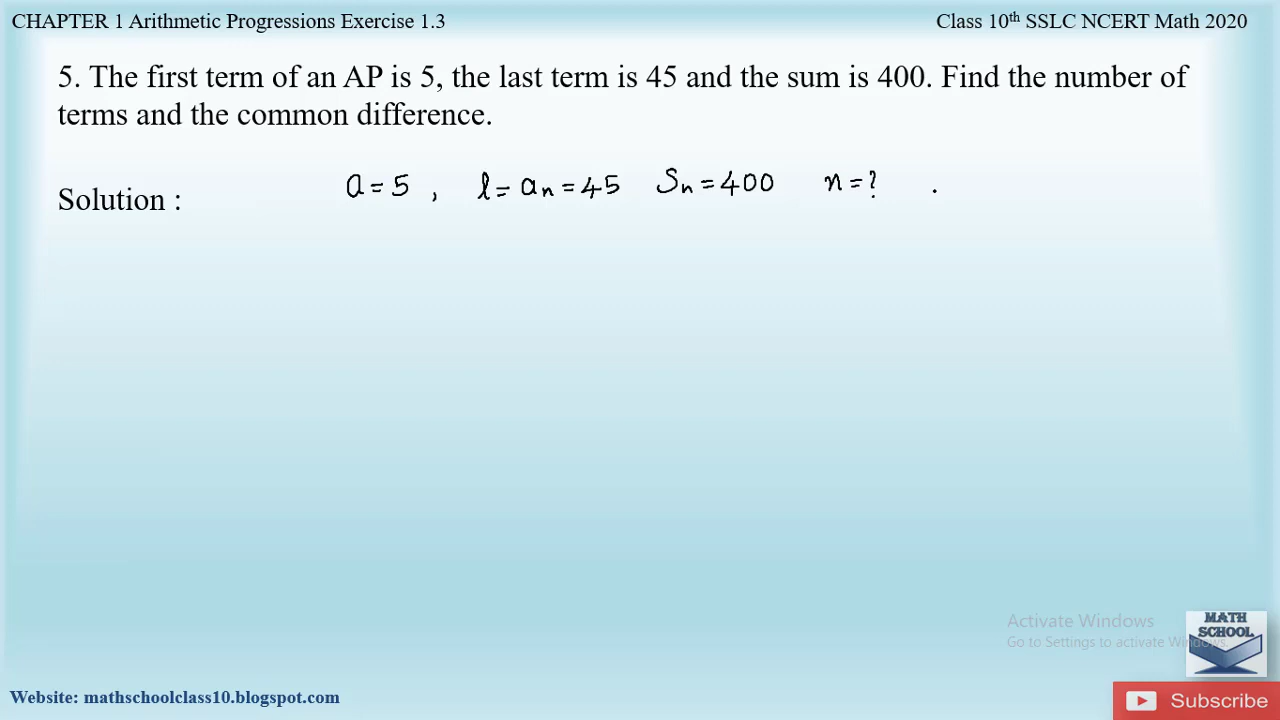 CHAPTER 1 Arithmetic Progressions Exercise 1.3
Class 10th SSLC NCERT Math 2020
5. The first term of an AP is 5, the last term is 45 and the sum is 400. Find the number of
terms and the common difference.
Solution : a = 5 , l = an = 45 Sn = 400 n = ? .
Activate Windows
Go to Settings to activate Windows.
MATH
SCHOOL
Website: mathschoolclass10.blogspot.com
Subscribe